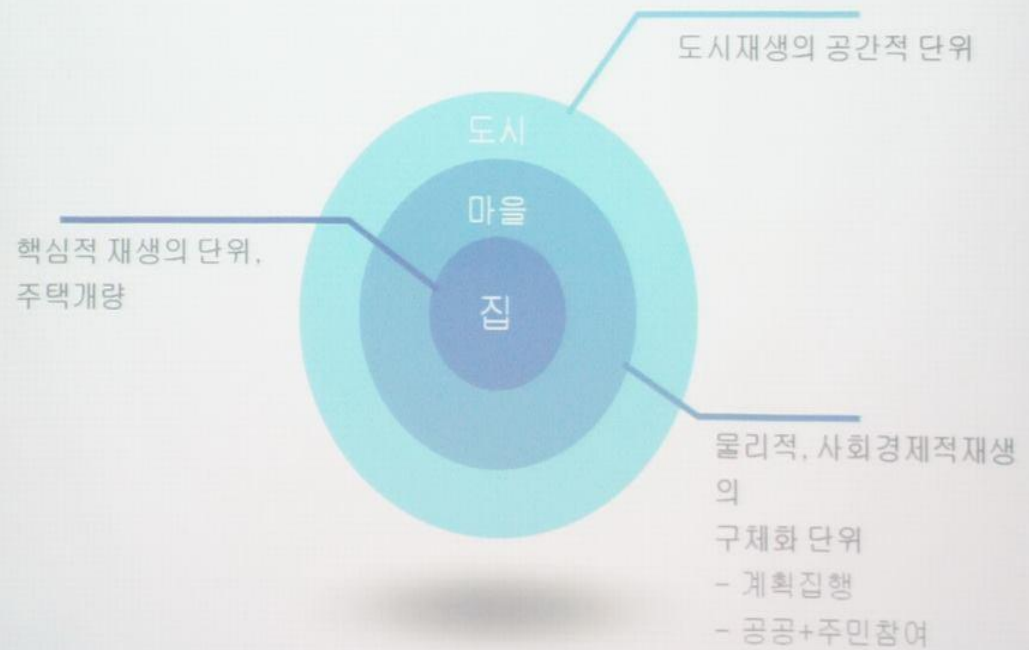 도시재생의 공간적 단위
도시
마을
집
핵심적 재생의 단위,
주택개량
물리적, 사회경제적재생
의
구체화 단위
- 계획집행
- 공공+주민참여